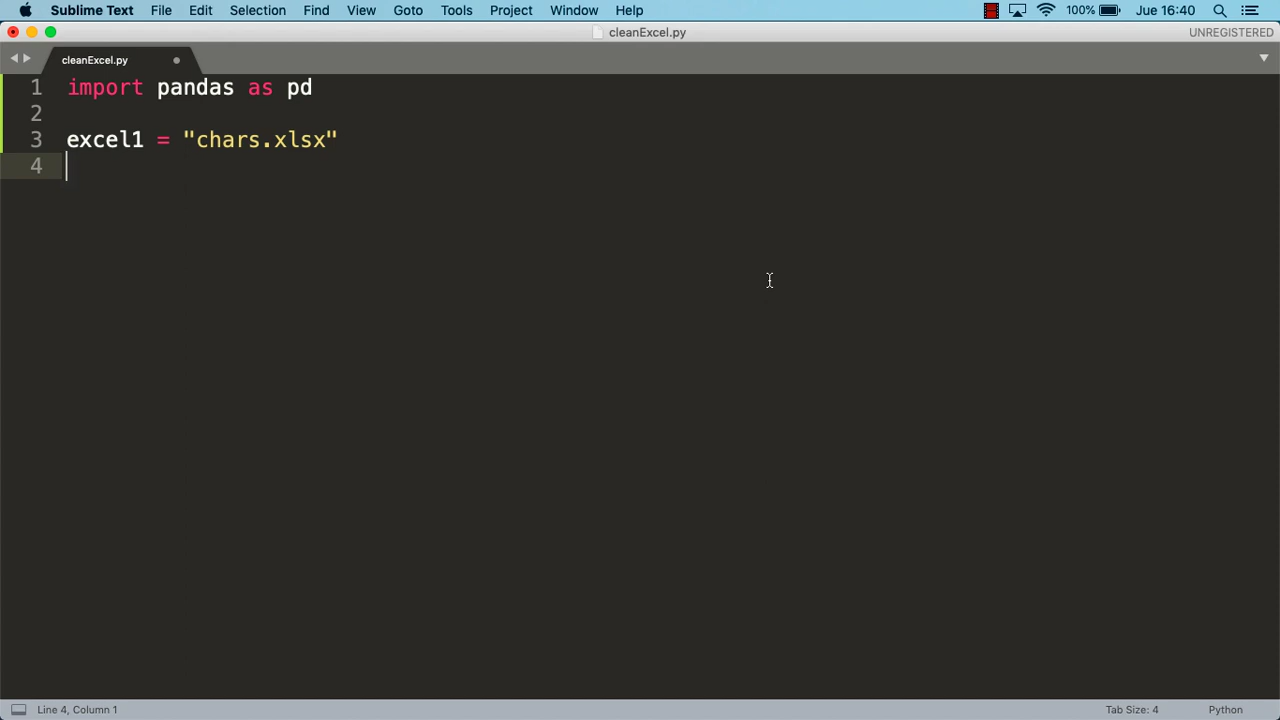 Sublime Text File Edit Selection Find View Goto Tools Project Window Help 100% Jue 16:40
cleanExcel.py UNREGISTERED
cleanExcel.py
1 import pandas as pd
2
3 excel1 = "chars.xlsx"
4
Line 4, Column 1 Tab Size: 4 Python